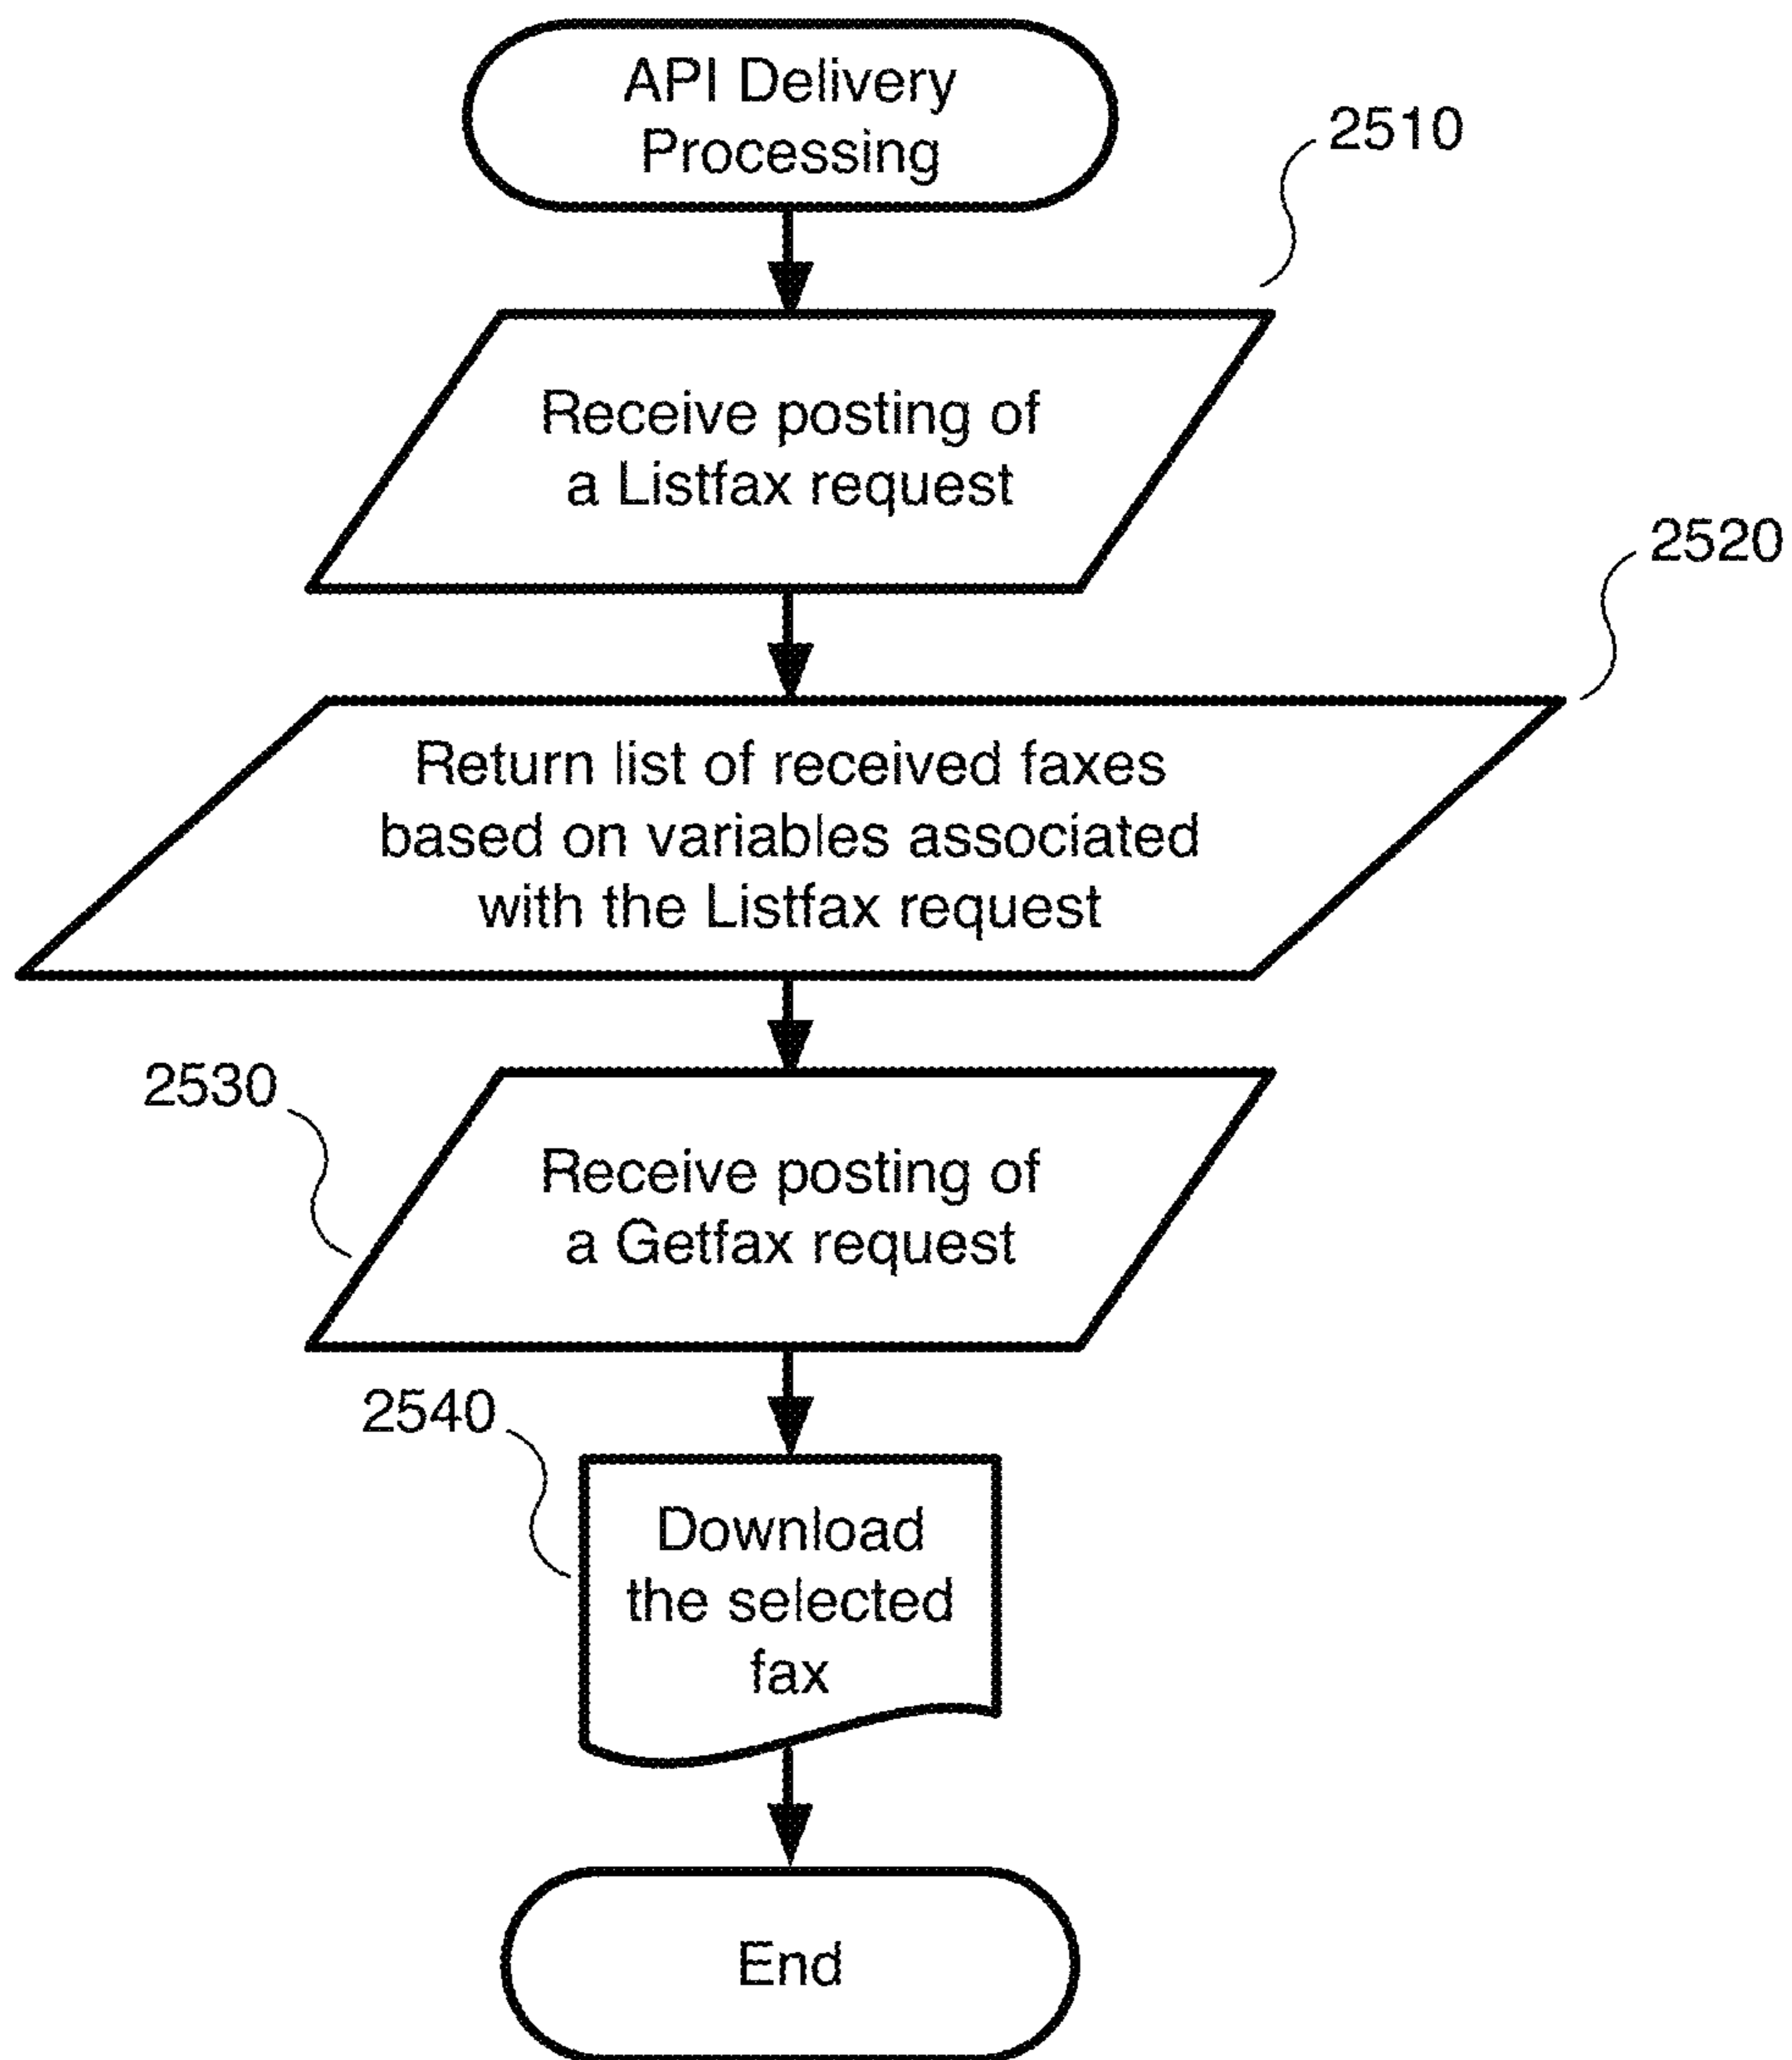 API Delivery
Processing
2510
Receive posting of
a Listfax request
2520
Return list of received faxes
based on variables associated
with the Listfax request
2530
Receive posting of
a Getfax request
2540
Download
the selected
fax
End